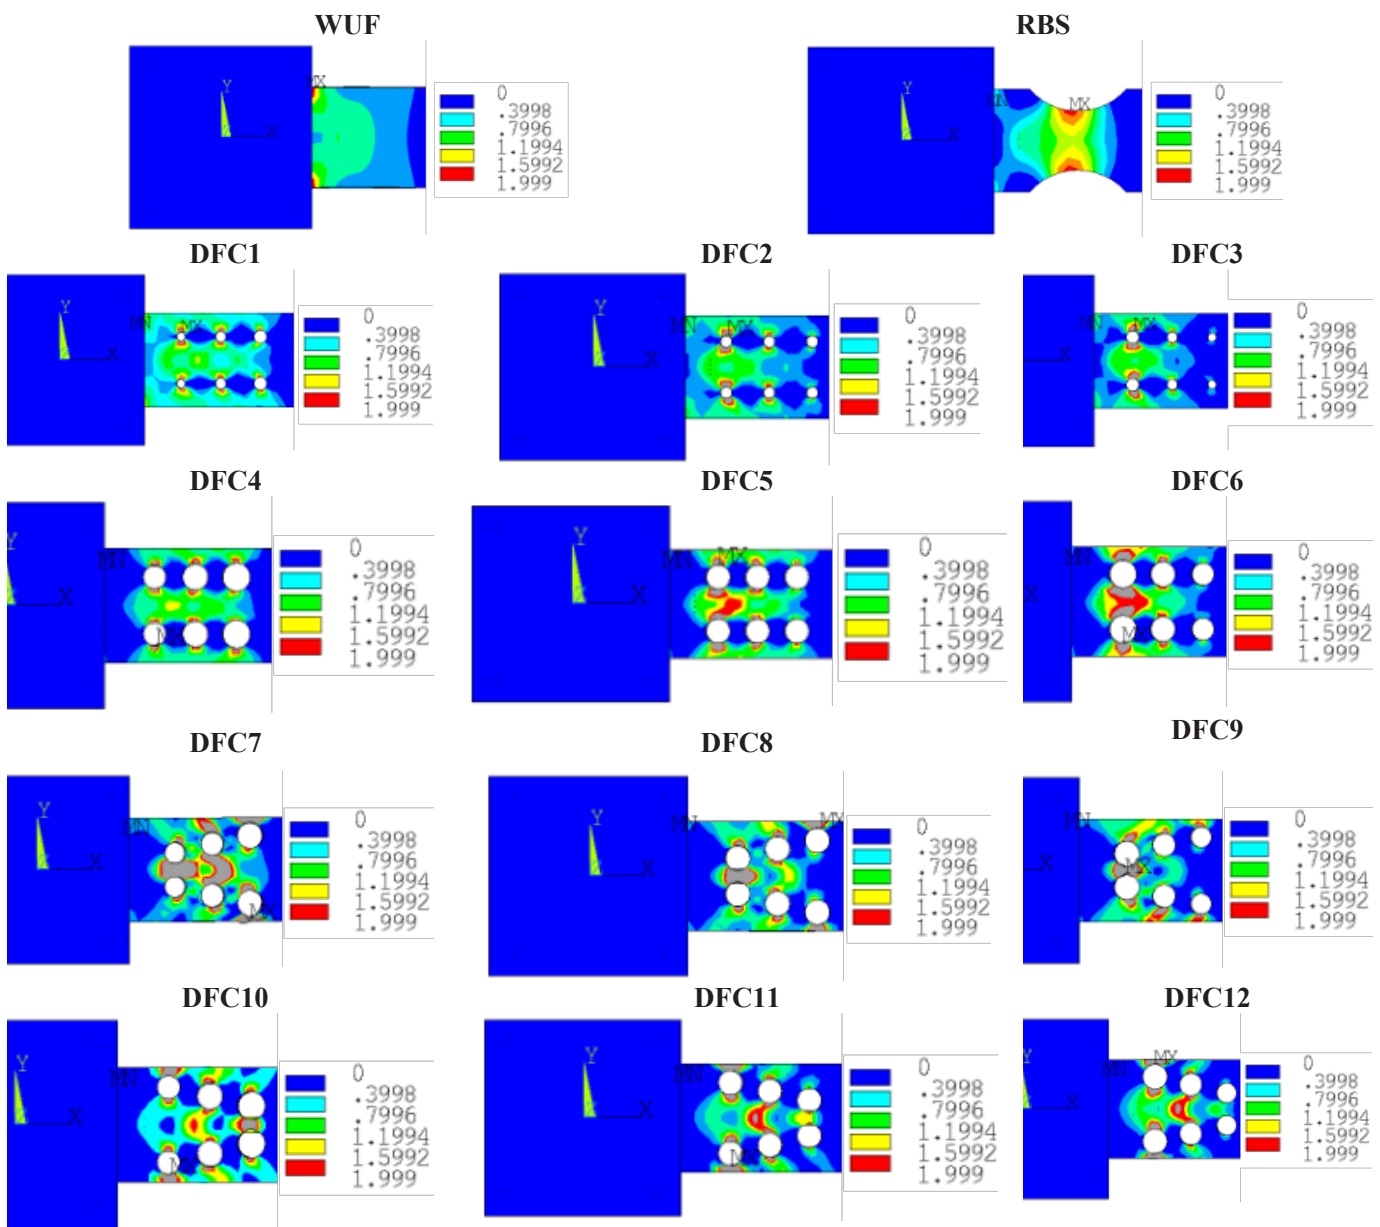 WUF
RBS
MX
Y
X
0
.3998
.7996
1.1994
1.5992
1.999
MN
MX
Y
X
0
.3998
.7996
1.1994
1.5992
1.999
DFC1
DFC2
DFC3
MN
MX
Y
X
0
.3998
.7996
1.1994
1.5992
1.999
MN
MX
Y
X
0
.3998
.7996
1.1994
1.5992
1.999
MN
MX
X
0
.3998
.7996
1.1994
1.5992
1.999
DFC4
DFC5
DFC6
Y
X
MN
MX
0
.3998
.7996
1.1994
1.5992
1.999
Y
X
MN
MX
0
.3998
.7996
1.1994
1.5992
1.999
X
MN
MX
0
.3998
.7996
1.1994
1.5992
1.999
DFC7
DFC8
DFC9
Y
X
MN
MX
0
.3998
.7996
1.1994
1.5992
1.999
Y
X
MN
MX
0
.3998
.7996
1.1994
1.5992
1.999
X
MN
MX
0
.3998
.7996
1.1994
1.5992
1.999
DFC10
DFC11
DFC12
Y
X
MN
MX
0
.3998
.7996
1.1994
1.5992
1.999
Y
X
MN
MX
0
.3998
.7996
1.1994
1.5992
1.999
Y
X
MN
MX
0
.3998
.7996
1.1994
1.5992
1.999